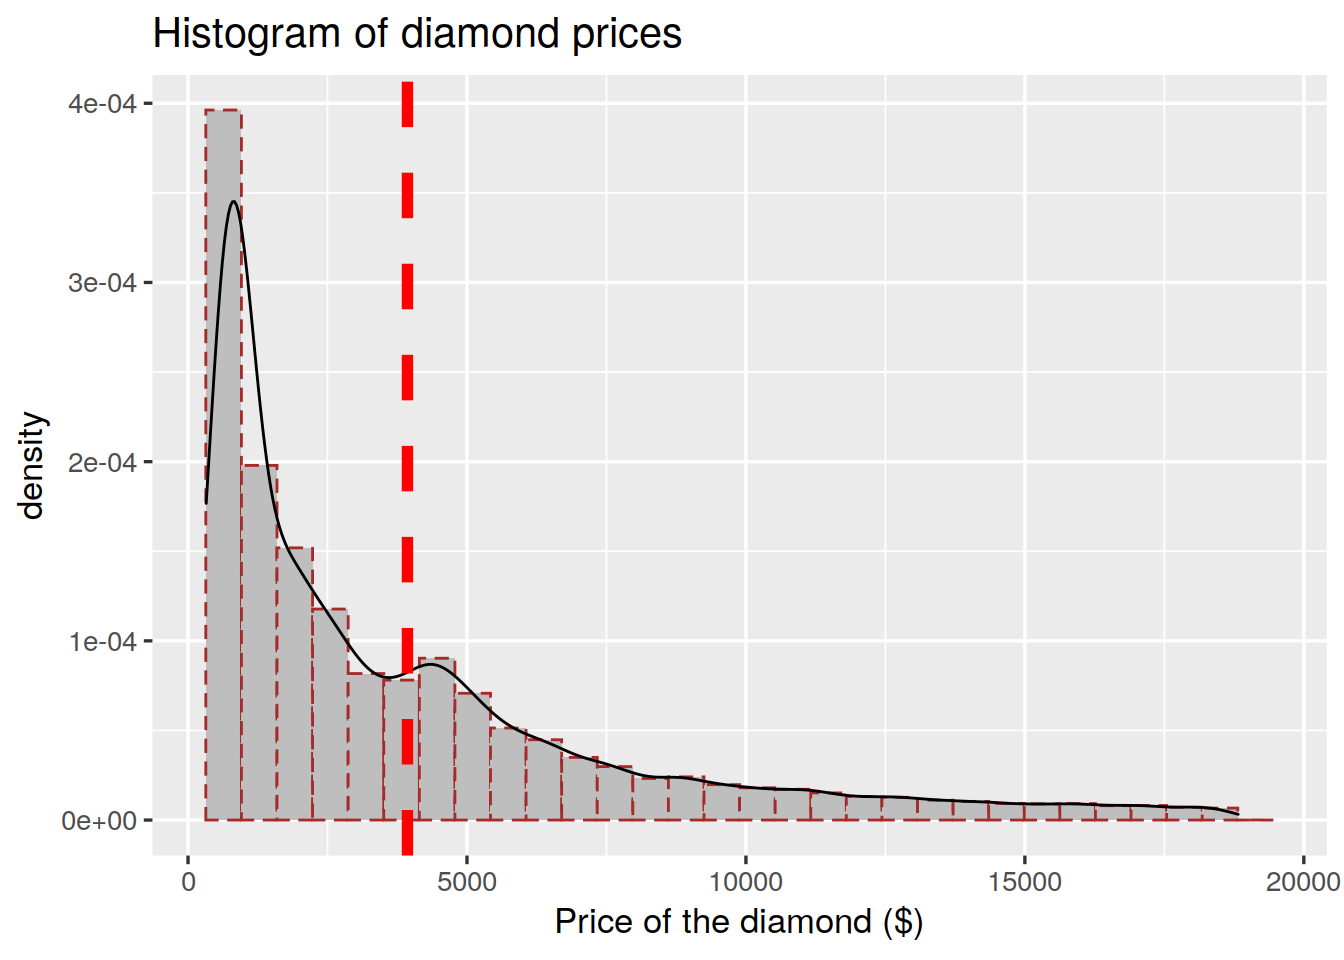 Histogram of diamond prices
4e-04
3e-04
2e-04
1e-04
0e+00
density
0 5000 10000 15000 20000
Price of the diamond ($)